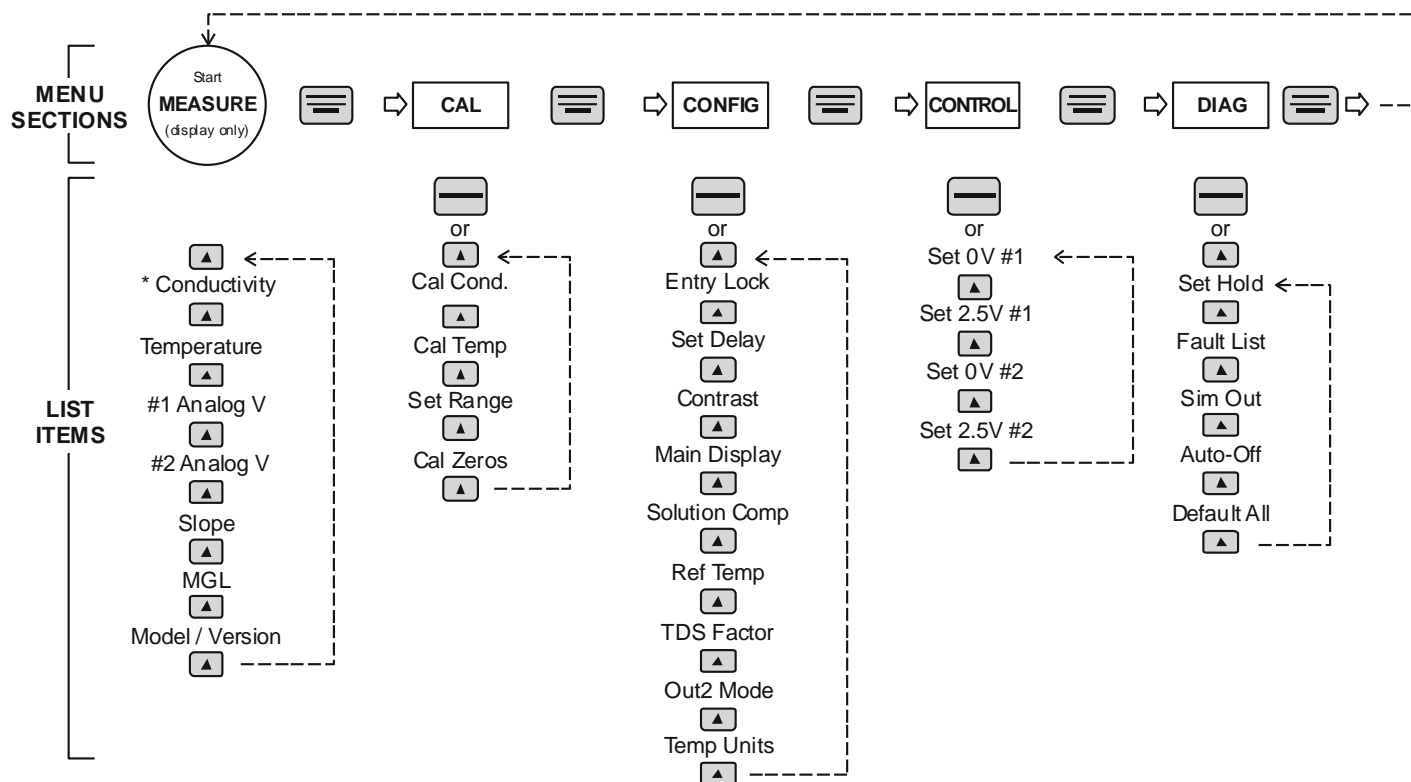 MENU
SECTIONS
Start
MEASURE
(display only)
CAL
CONFIG
CONTROL
DIAG
LIST
ITEMS
* Conductivity
Temperature
#1 Analog V
#2 Analog V
Slope
MGL
Model / Version
or
Cal Cond.
Cal Temp
Set Range
Cal Zeros
or
Entry Lock
Set Delay
Contrast
Main Display
Solution Comp
Ref Temp
TDS Factor
Out2 Mode
Temp Units
or
Set 0V #1
Set 2.5V #1
Set 0V #2
Set 2.5V #2
or
Set Hold
Fault List
Sim Out
Auto-Off
Default All